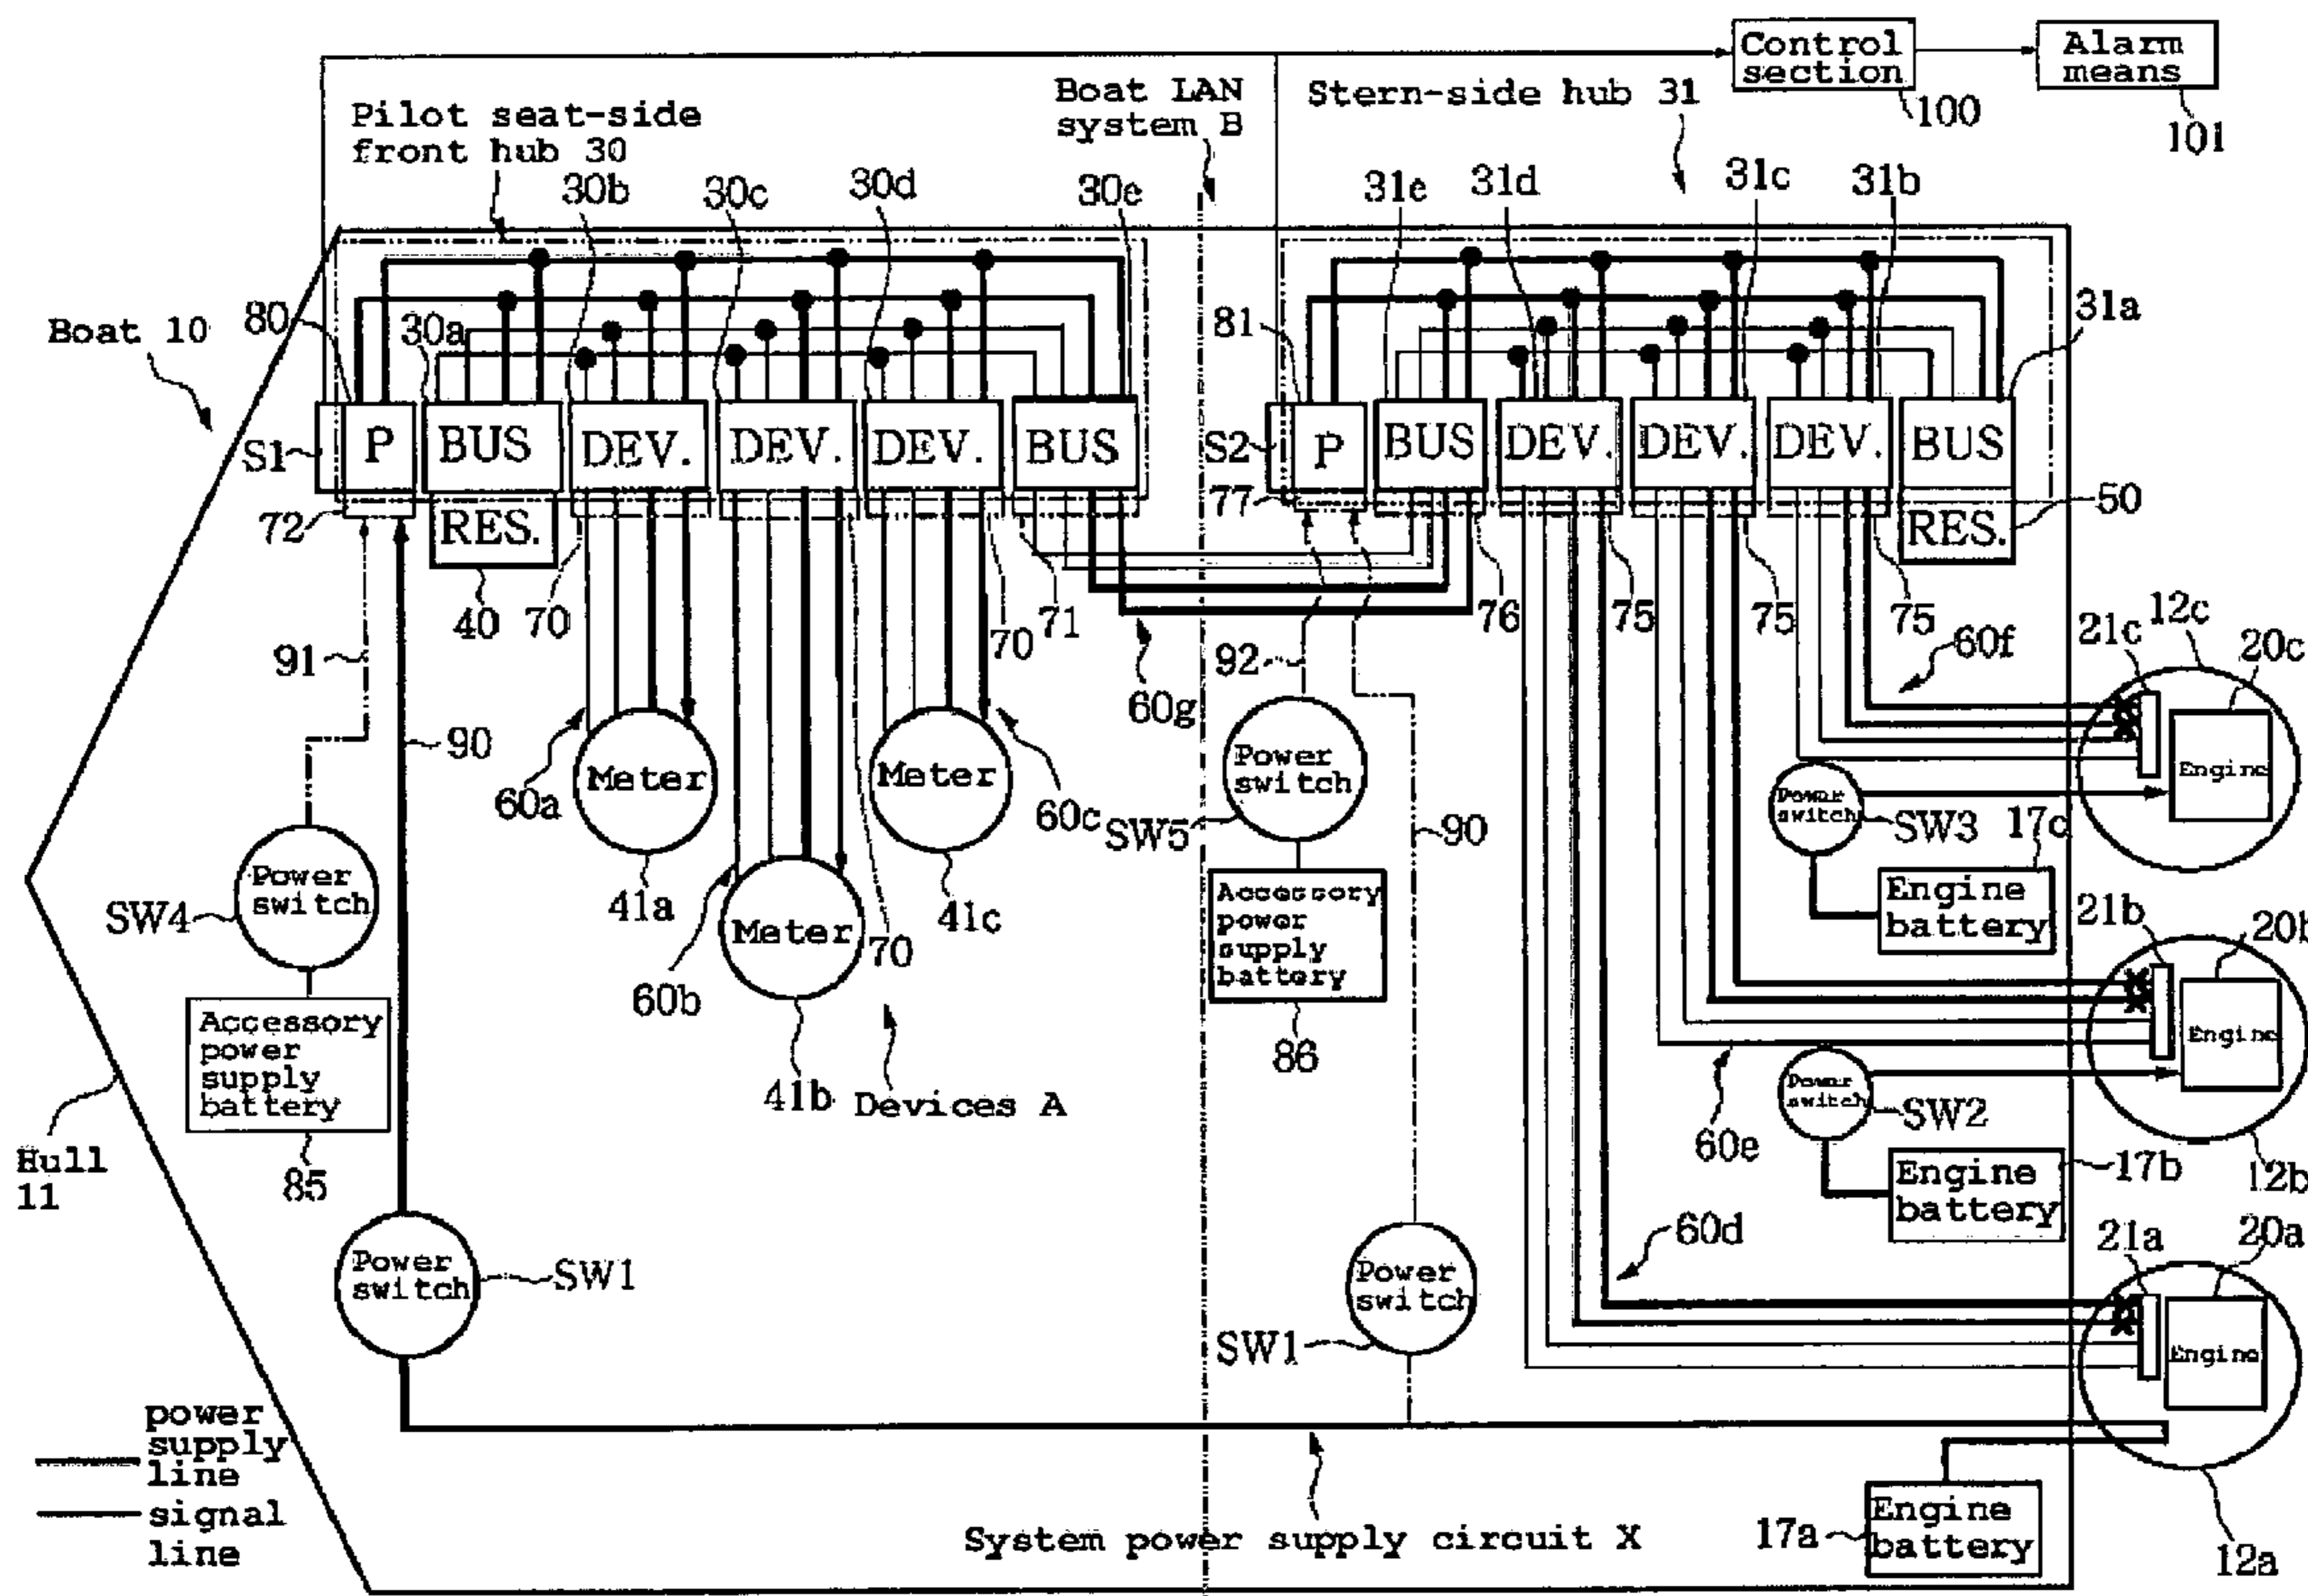 Control
section
100
Alarm
means
101
Boat LAN
system B
Stern-side hub 31
Pilot seat-side
front hub 30
30b
30c
30d
30e
31e
31d
31c
31b
Boat 10
80
30a
81
31a
S1
P
BUS
DEV.
DEV.
DEV.
BUS
S2
P
BUS
DEV.
DEV.
DEV.
BUS
72
RES.
77
50
RES.
40
70
70
71
76
75
75
75
91
92
60g
60f
21c
12c
20c
90
Meter
Meter
60a
60c
Power
switch
SW5
90
Engine
Power
switch
SW3
17c
Power
switch
SW4
41a
Meter
41c
70
60b
Accessory
power
supply
battery
Engine
battery
21b
20b
Accessory
power
supply
battery
41b
Devices A
86
Engine
Power
switch
SW2
60e
Hull
11
85
Engine
battery
17b
12b
Power
switch
SW1
Power
switch
SW1
60d
21a
20a
Engine
power
supply
line
signal
line
System power supply circuit X
17a
Engine
battery
12a